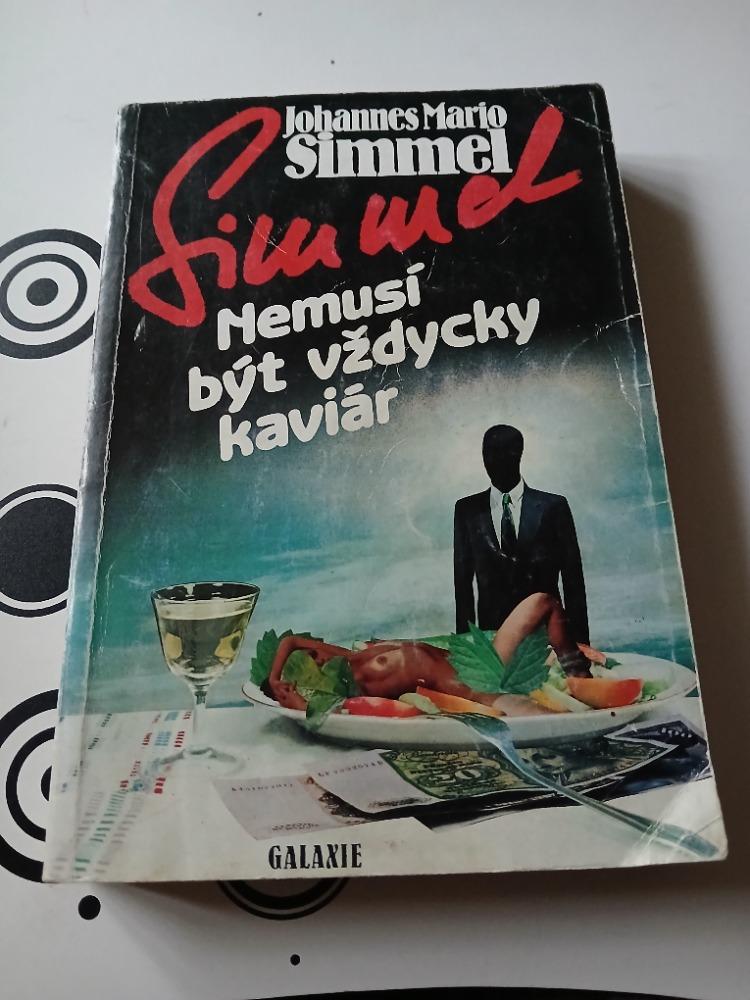 Johannes Mario
Simmel
Simmel
Nemusí
být vždycky
kaviár
GALAXIE